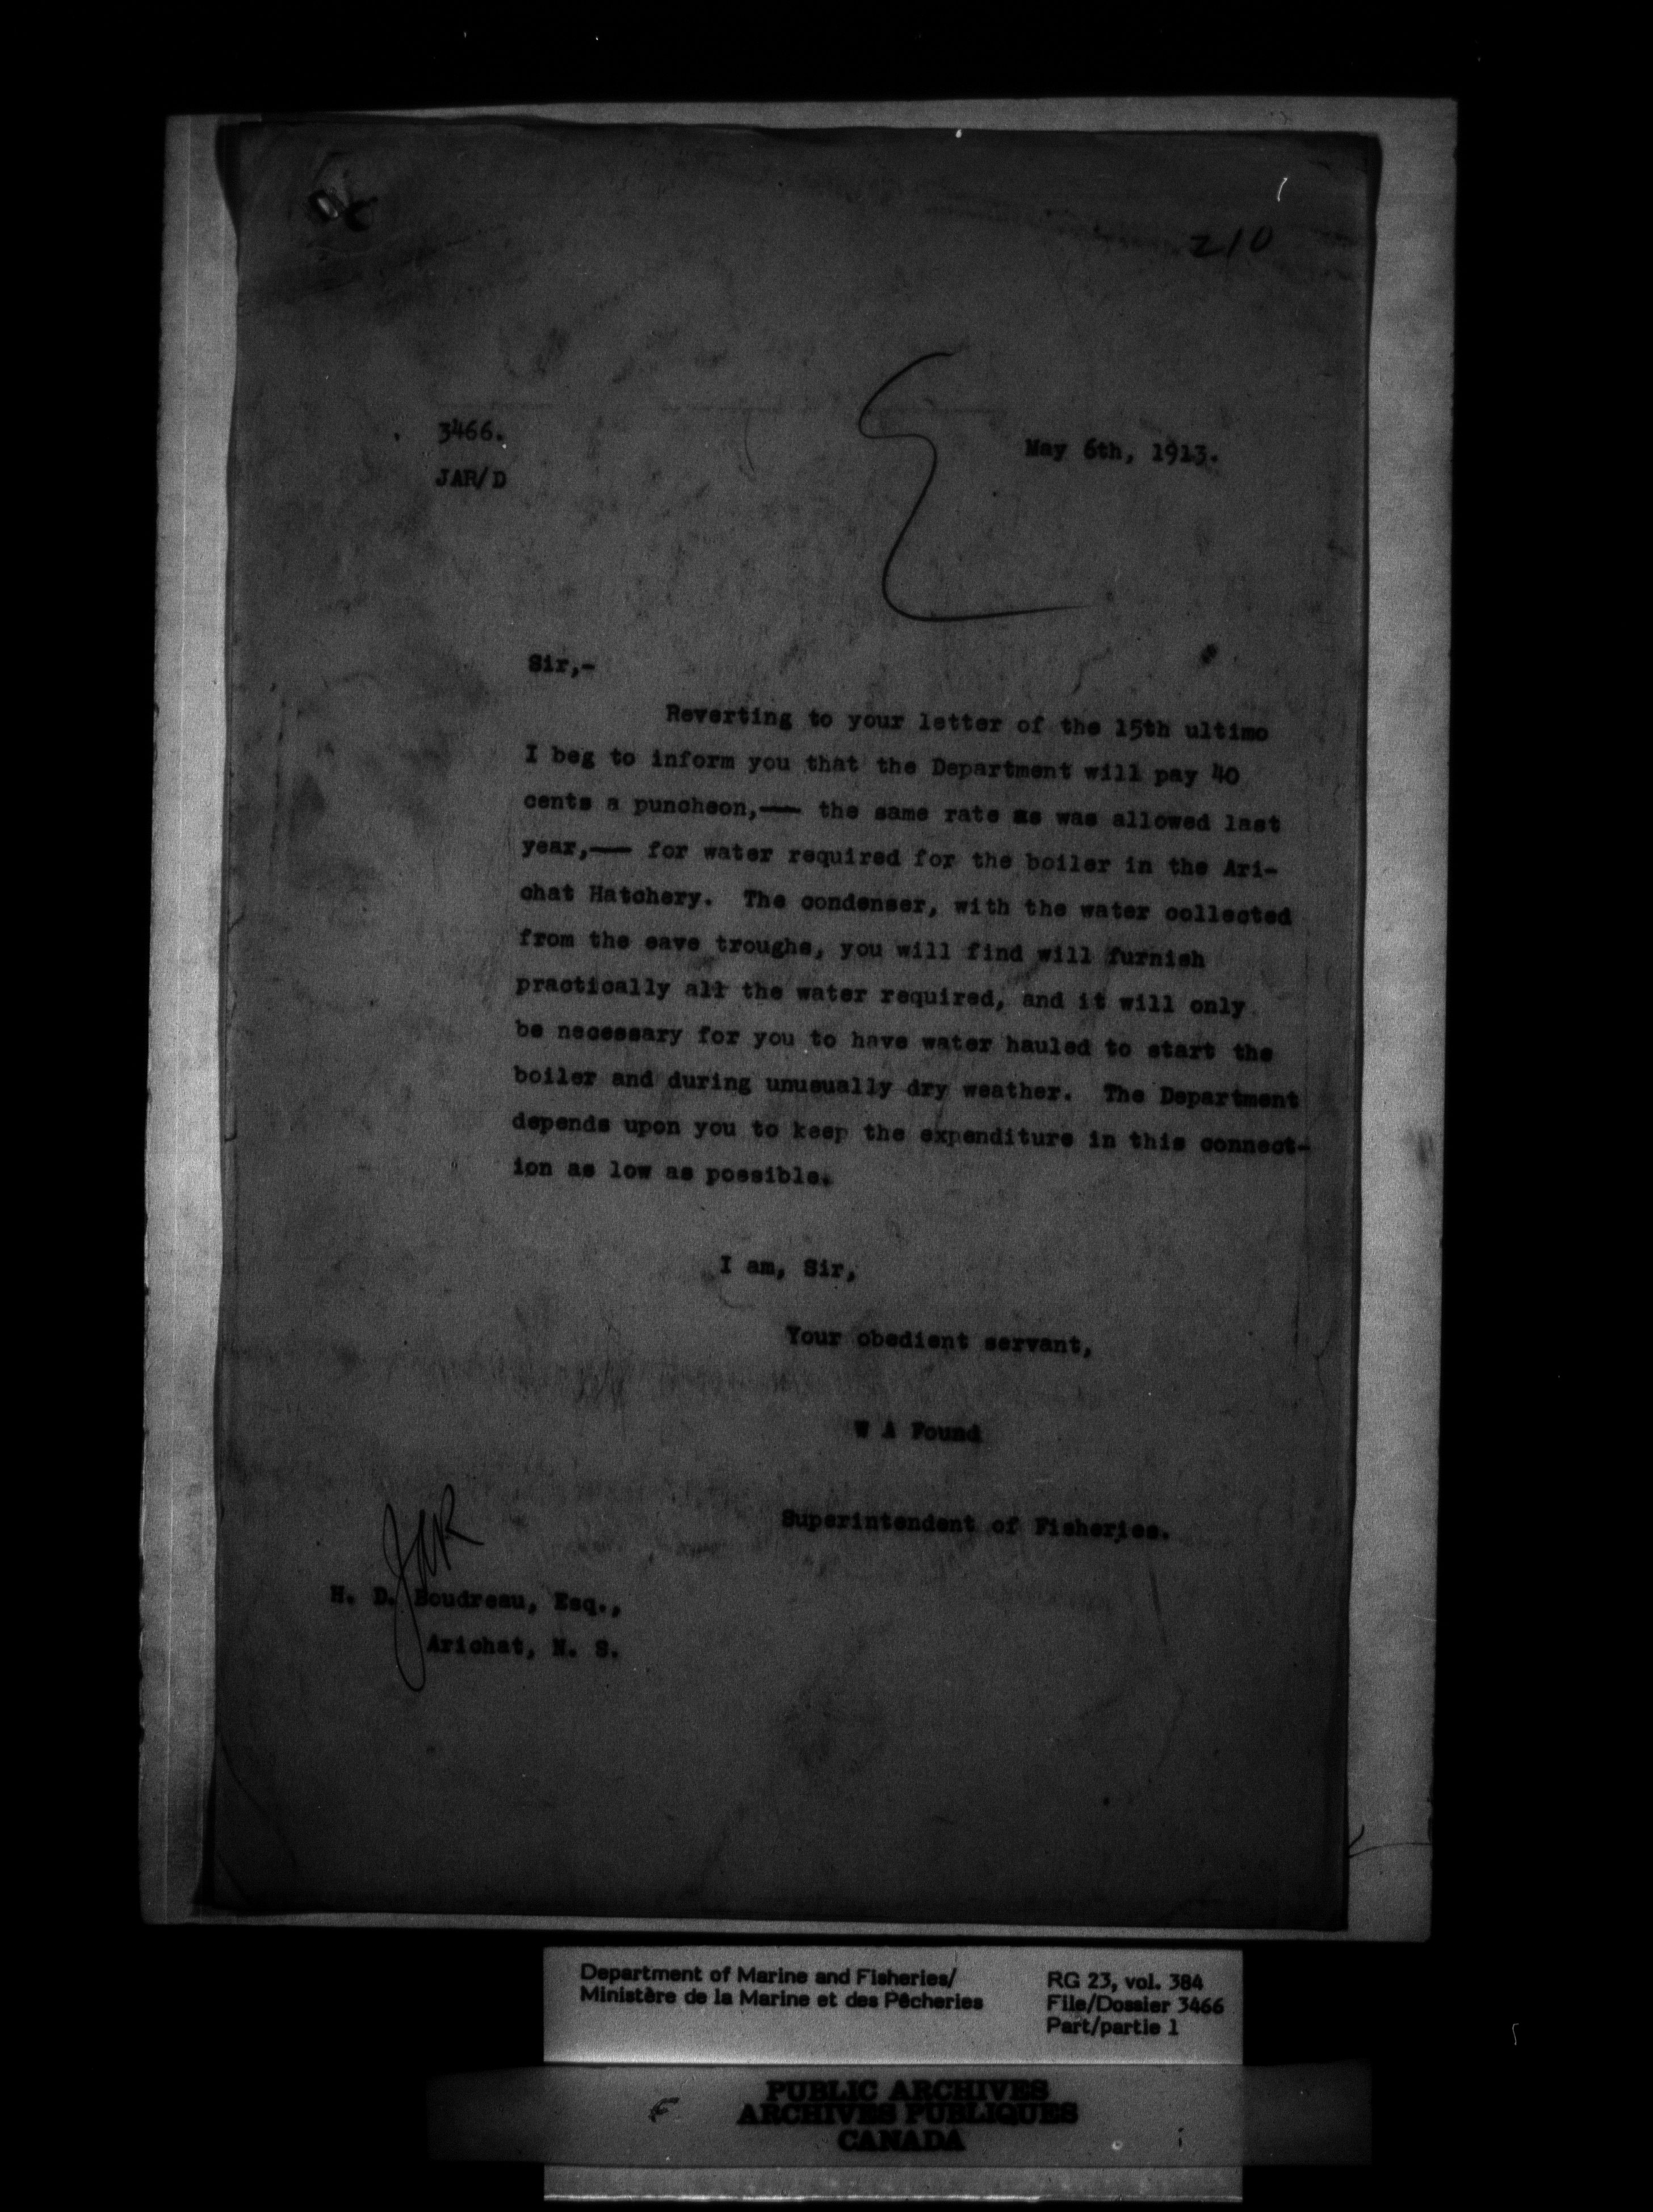 210
3466.
May 6th, 1913.
JAR/D
Sir,-
Reverting to your letter of the 15th ultimo
I beg to inform you that the Department will pay 40
cents a puncheon,— the same rate as was allowed last
year,— for water required for the boiler in the Ari-
chat Hatchery. The condenser, with the water collected
from the eave troughs, you will find will furnish
practically all the water required, and it will only
be necessary for you to have water hauled to start the
boiler and during unusually dry weather. The Department
depends upon you to keep the expenditure in this connect-
ion as low as possible.
I am, Sir,
Your obedient servant,
W A Found
Superintendent of Fisheries.
JAR
H. D. Boudreau, Esq.,
Arichat, N. S.
Department of Marine and Fisheries/
Ministère de la Marine et des Pêcheries
RG 23, vol. 384
File/Dossier 3466
Part/partie 1
PUBLIC ARCHIVES
ARCHIVES PUBLIQUES
CANADA